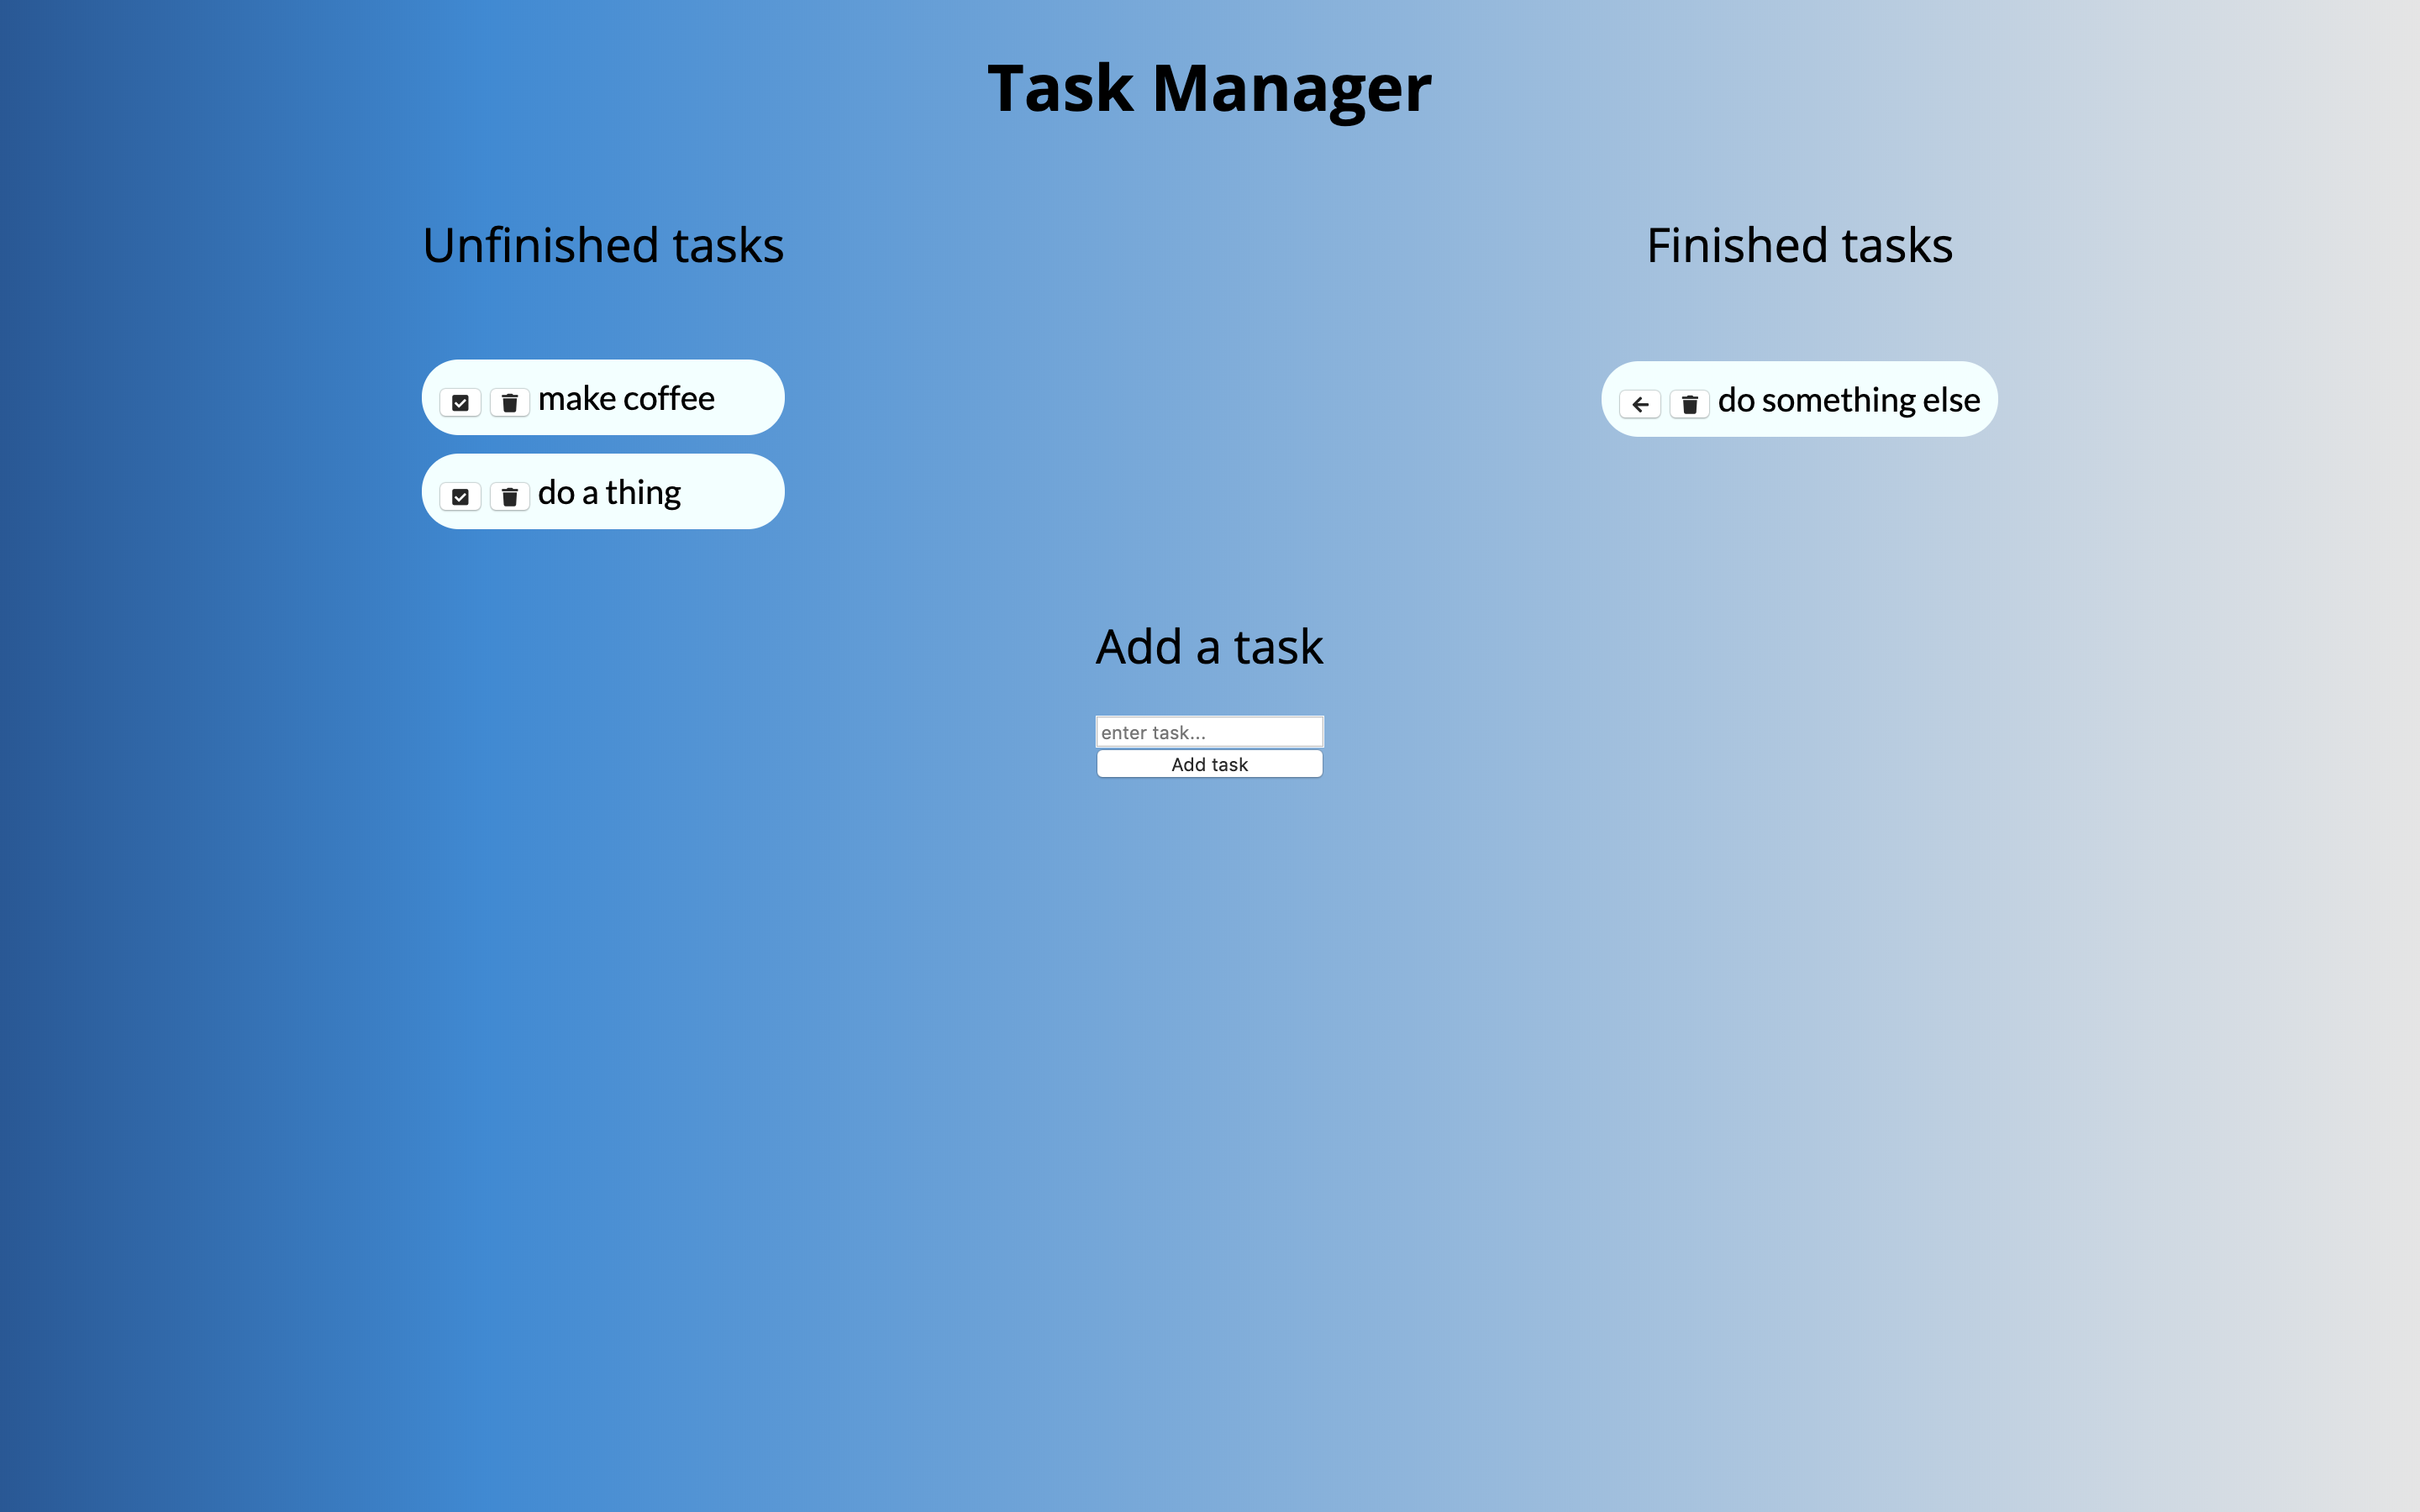 Task Manager
Unfinished tasks
make coffee
do a thing
Finished tasks
do something else
Add a task
enter task...
Add task